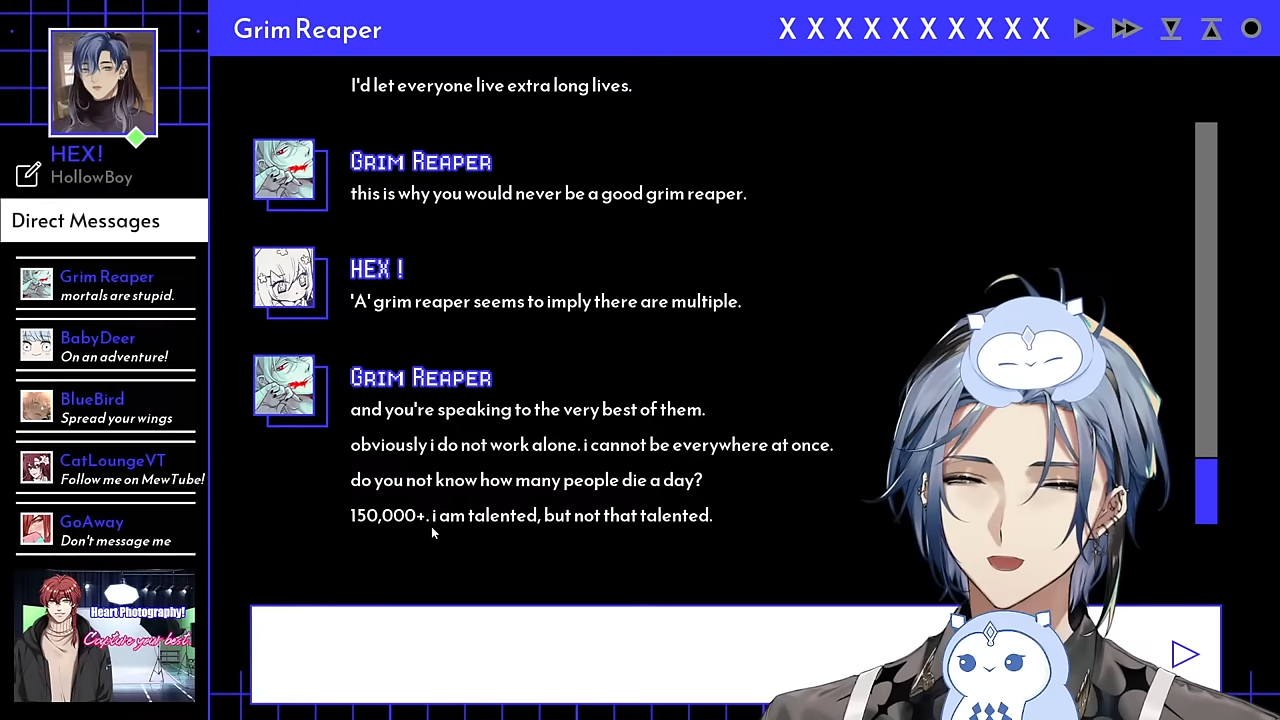 Grim Reaper
X X X X X X X X X X
HEX!
HollowBoy
Direct Messages
Grim Reaper
mortals are stupid.
BabyDeer
On an adventure!
BlueBird
Spread your wings
CatLoungeVT
Follow me on MewTube!
GoAway
Don't message me
Heart Photography!
Capture your best
I'd let everyone live extra long lives.
Grim Reaper
this is why you would never be a good grim reaper.
HEX !
'A' grim reaper seems to imply there are multiple.
Grim Reaper
and you're speaking to the very best of them.
obviously i do not work alone. i cannot be everywhere at once.
do you not know how many people die a day?
150,000+. i am talented, but not that talented.